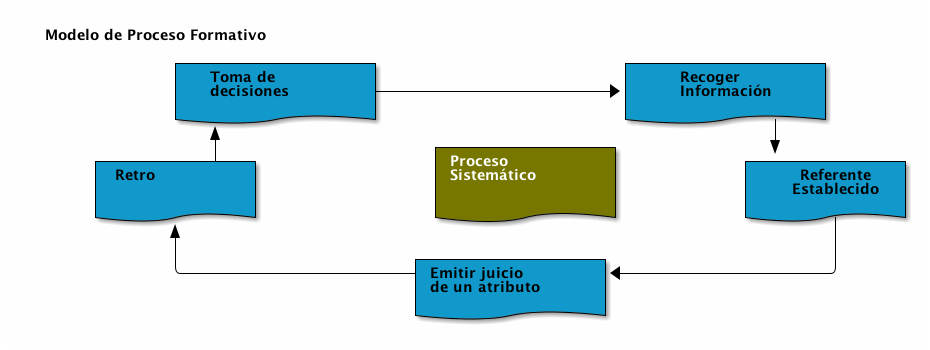 Modelo de Proceso Formativo
Toma de
decisiones
Recoger
Información
Proceso
Sistemático
Retro
Referente
Establecido
Emitir juicio
de un atributo